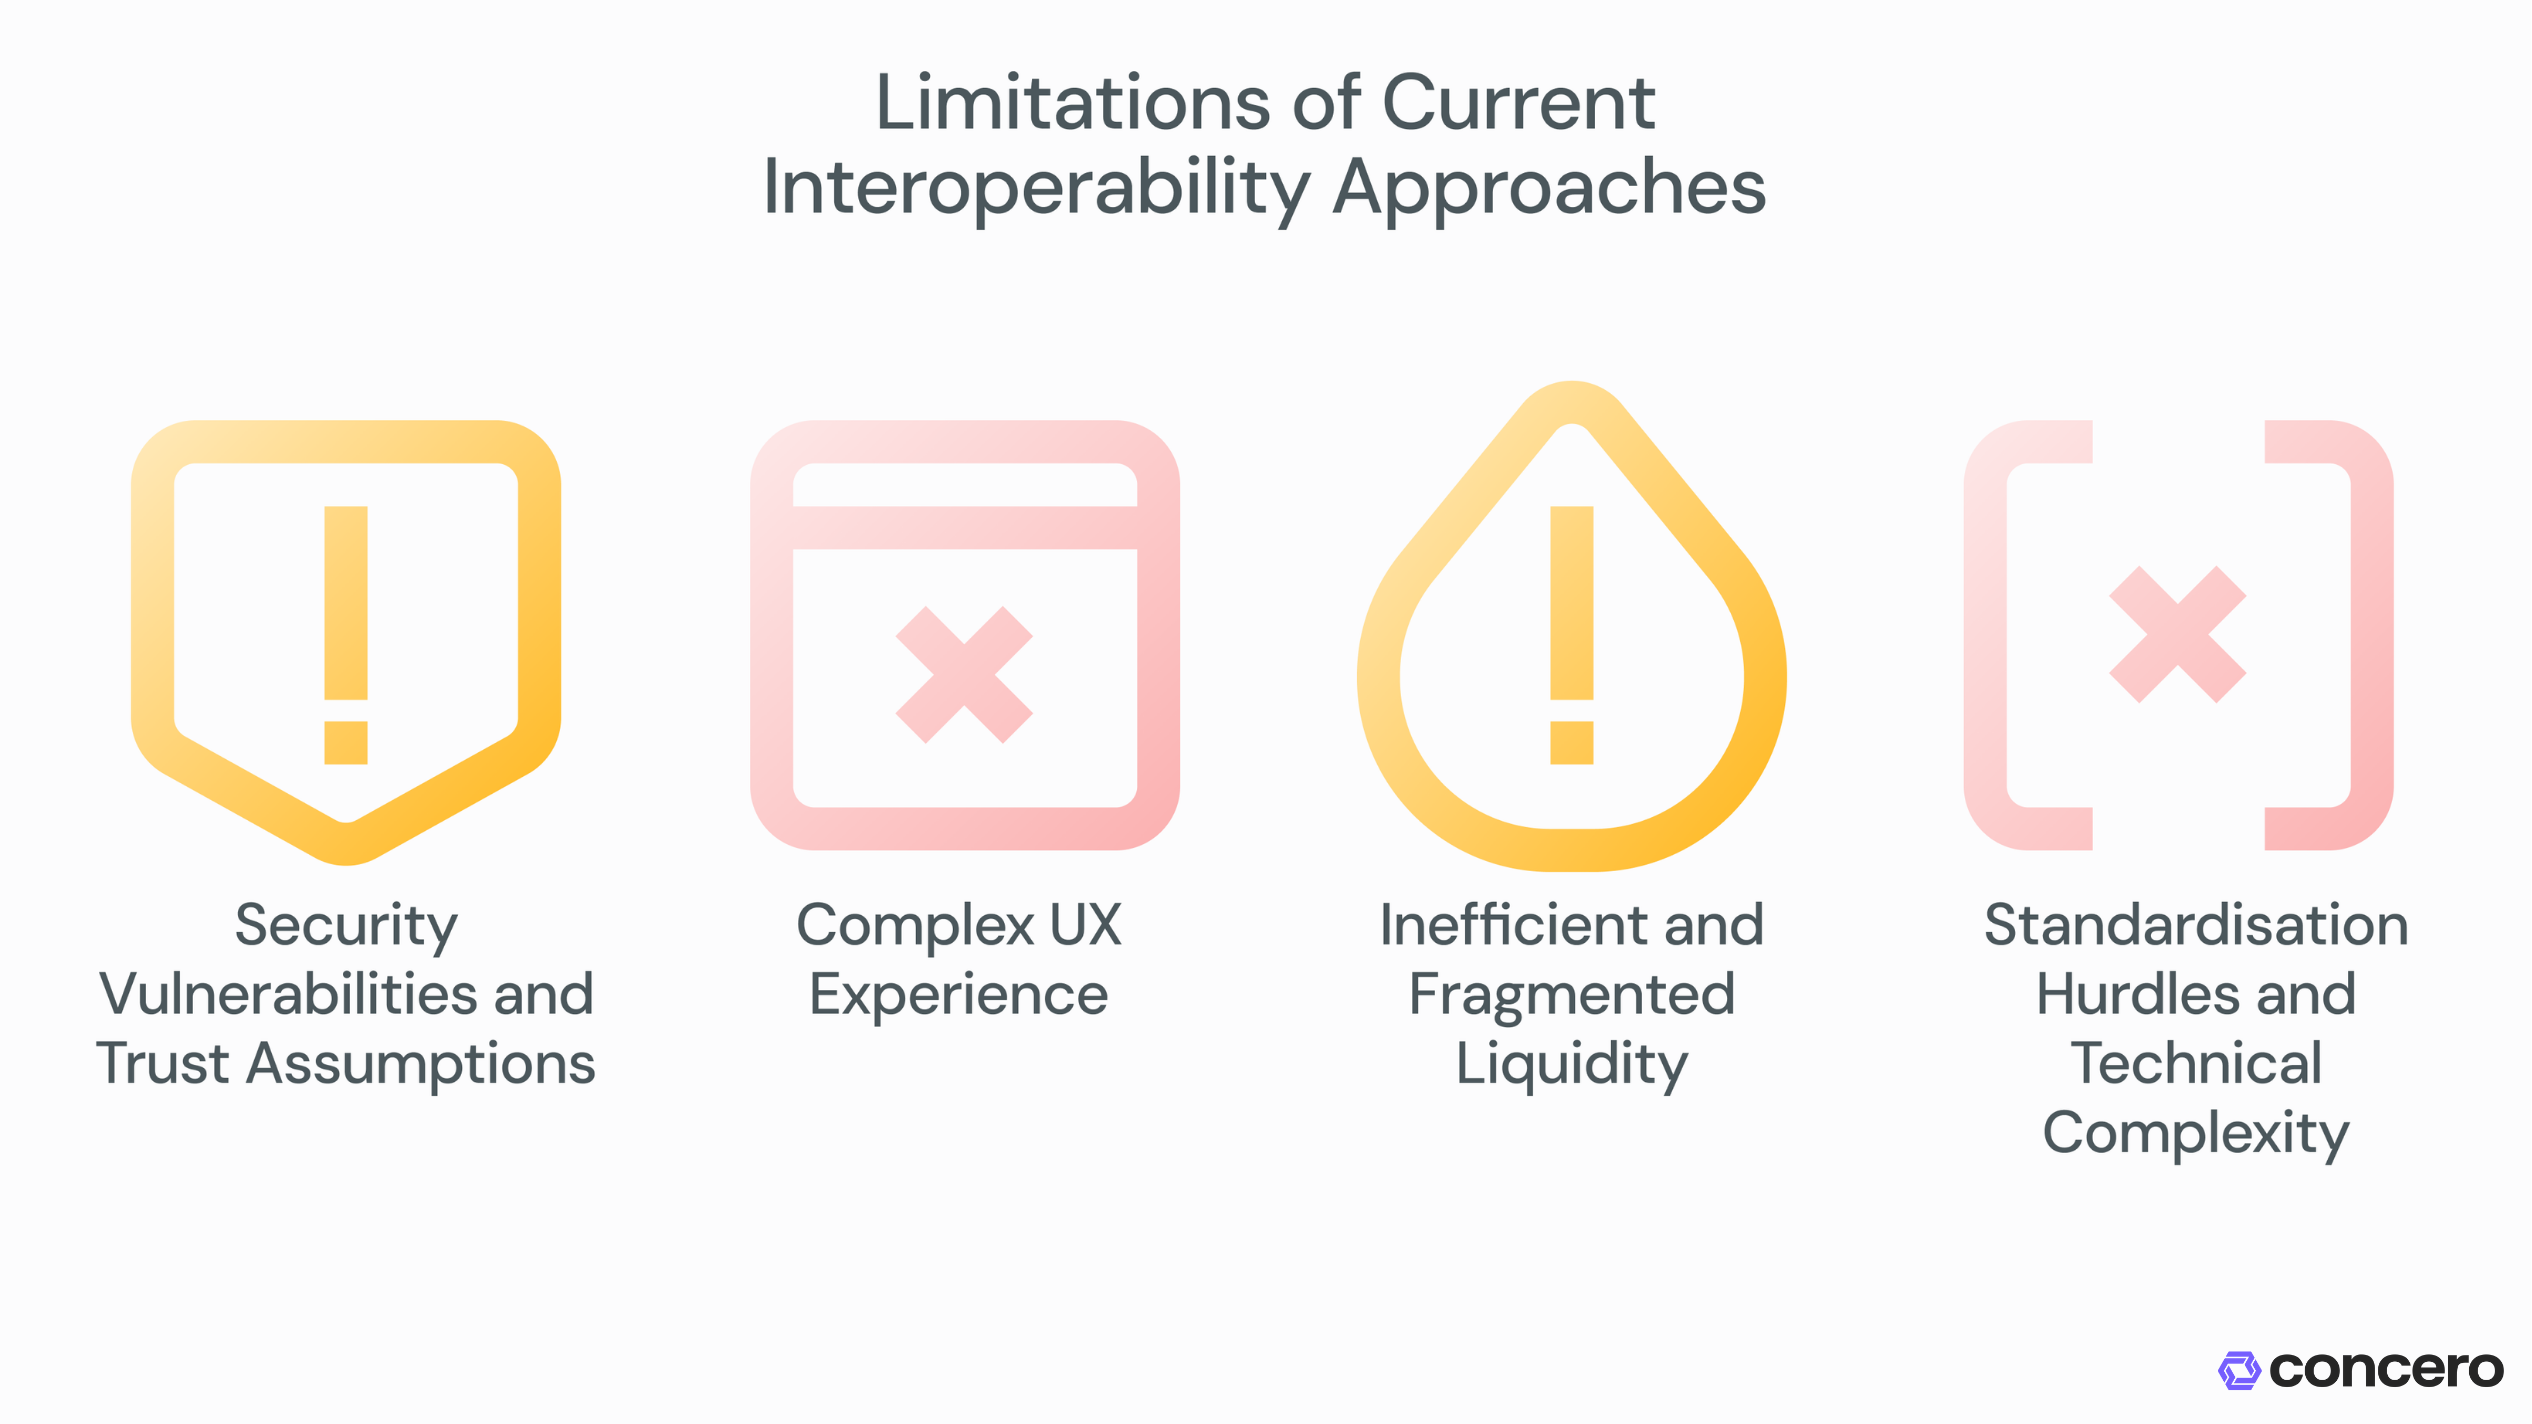 Limitations of Current
Interoperability Approaches
Security
Vulnerabilities and
Trust Assumptions
Complex UX
Experience
Inefficient and
Fragmented
Liquidity
Standardisation
Hurdles and
Technical
Complexity
concero